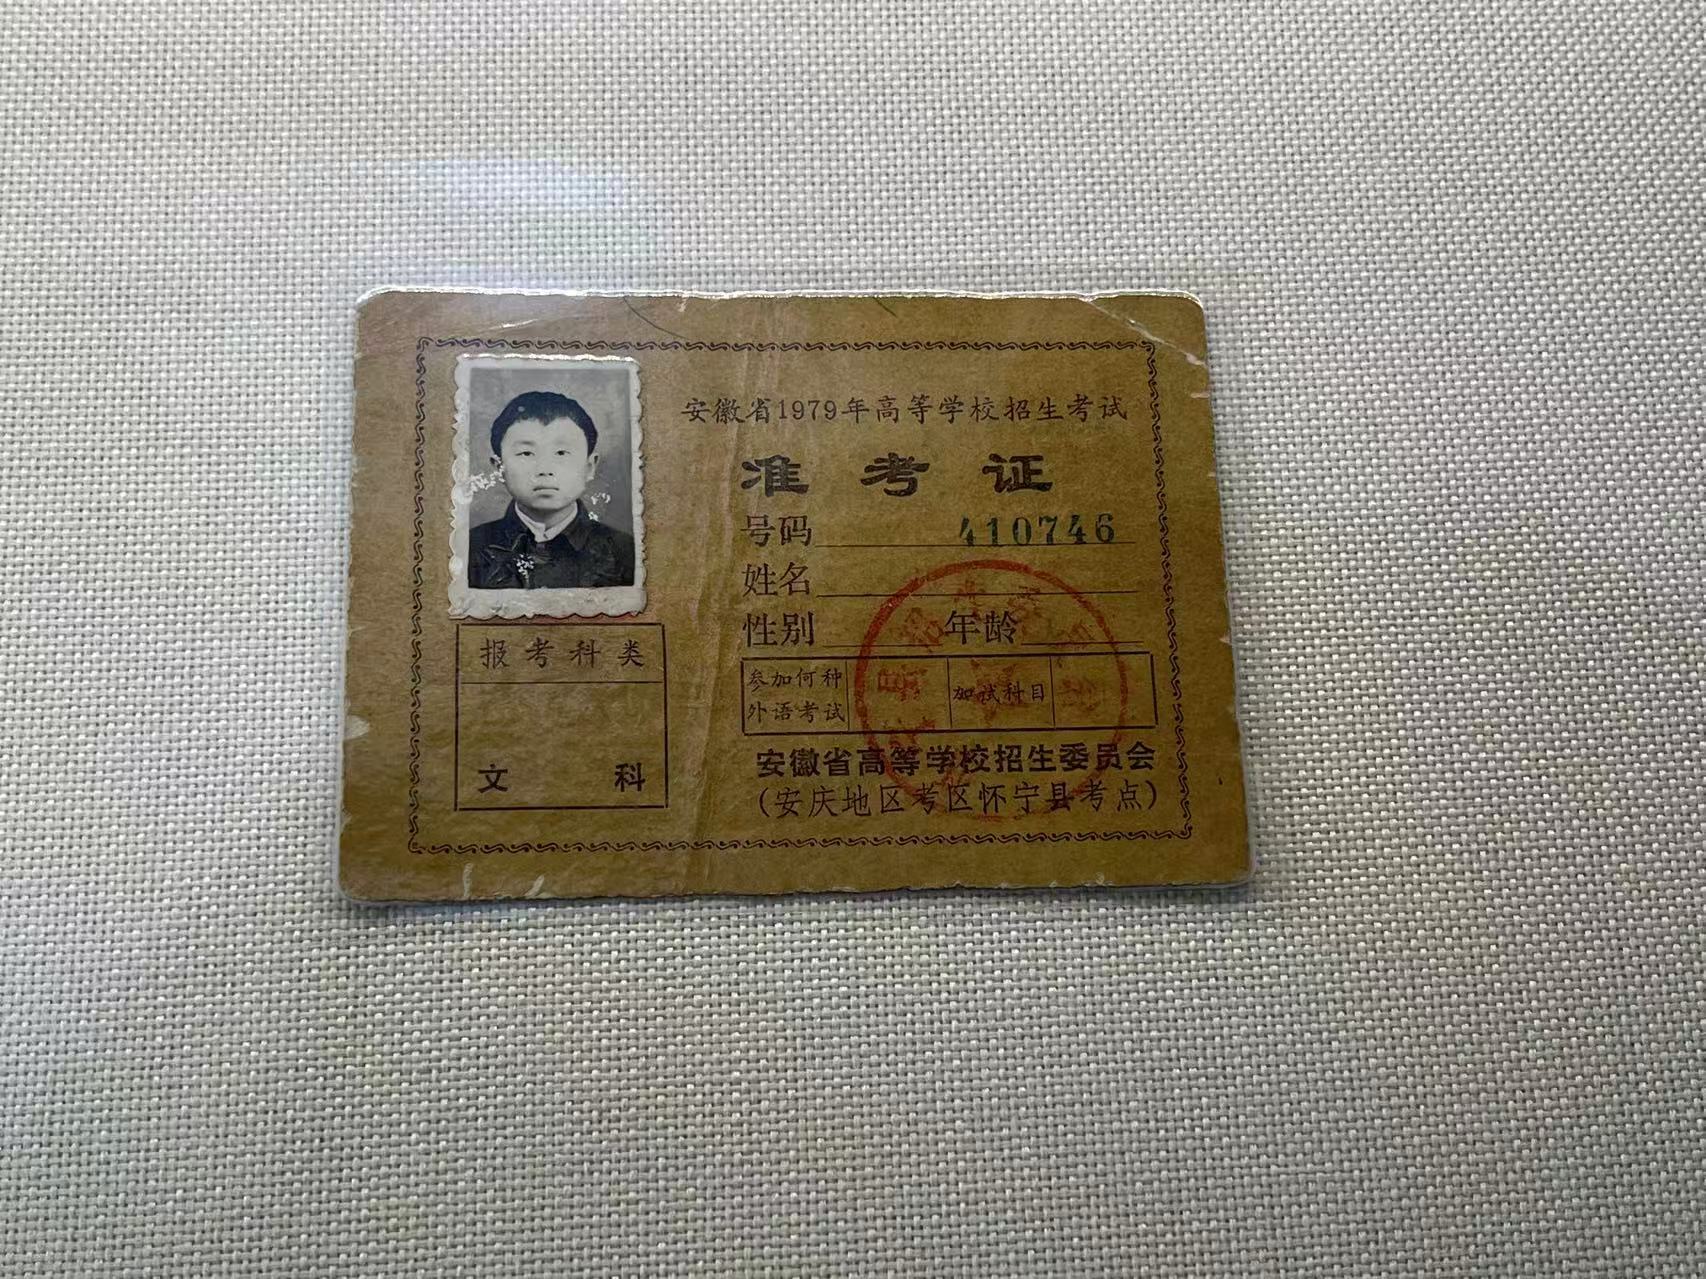 安徽省1979年高等学校招生考试
准考证
号码 410746
姓名
性别 年龄
报考科类
文科
参加何种
外语考试
加试科目
安徽省高等学校招生委员会
(安庆地区考区怀宁县考点)